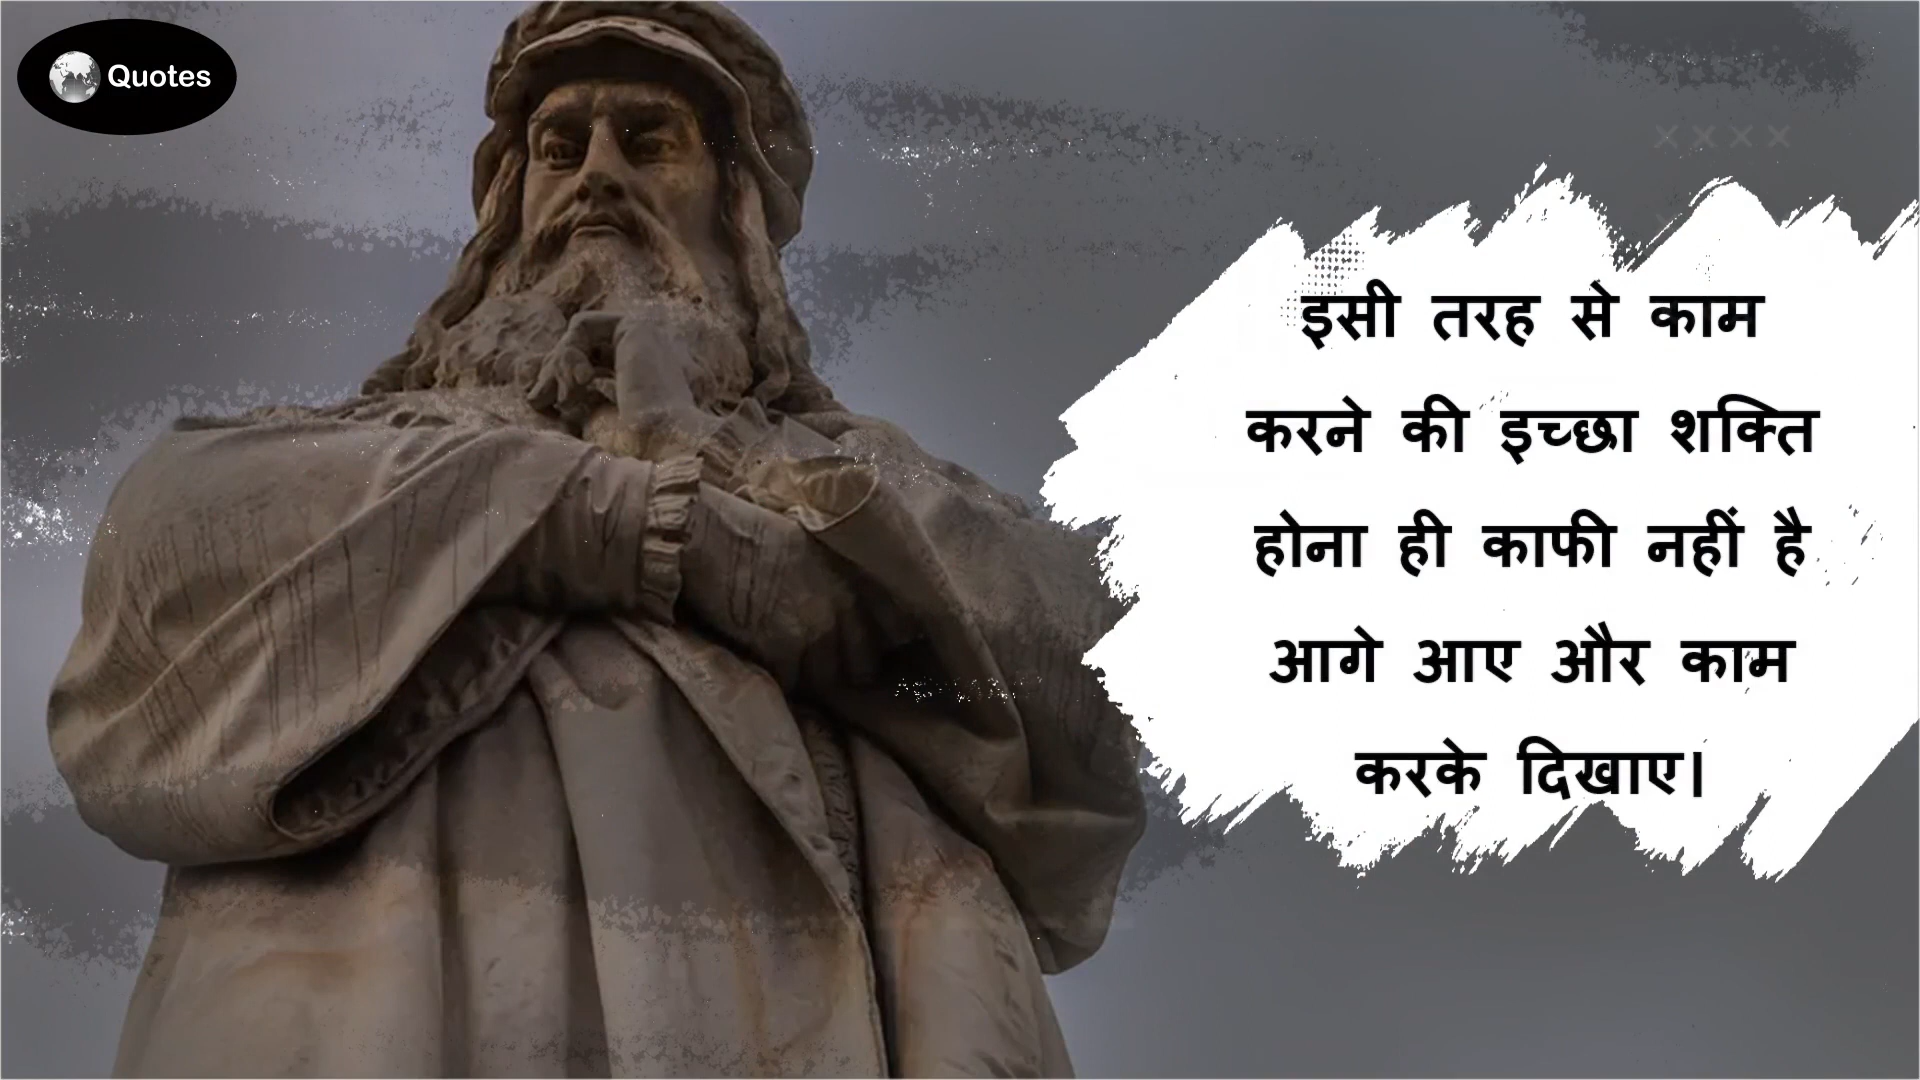 Quotes
इसी तरह से काम
करने की इच्छा शक्ति
होना ही काफी नहीं है
आगे आए और काम
करके दिखाए।